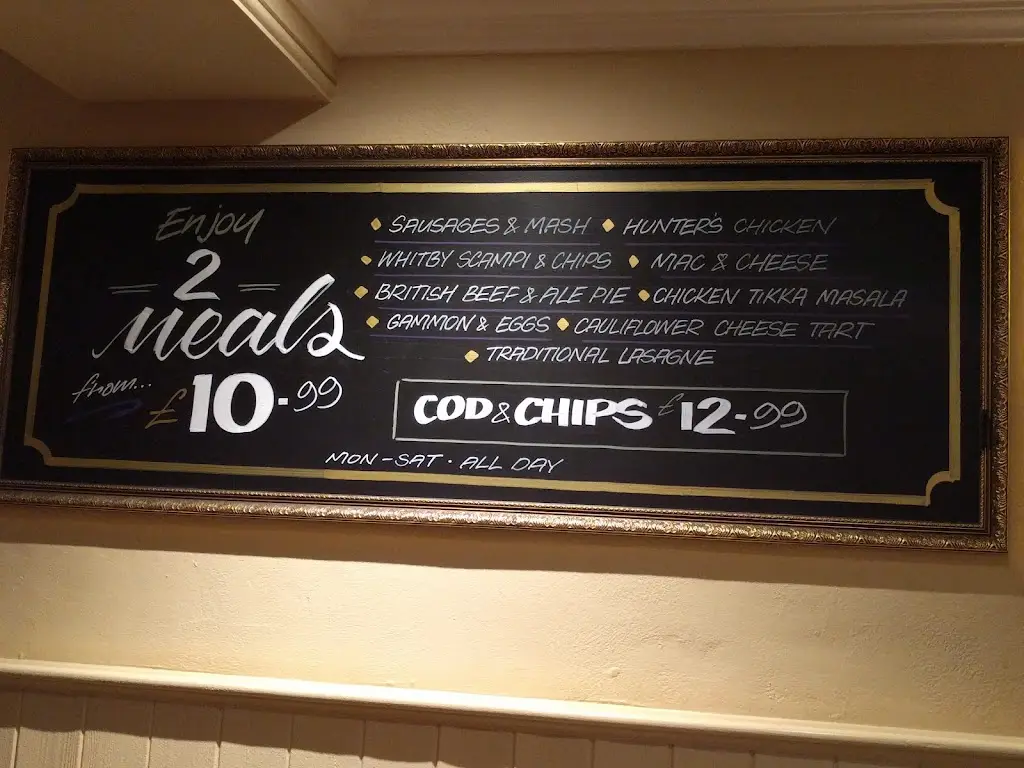 Enjoy
2
Meals
from...
£10-99
SAUSAGES & MASH HUNTER'S CHICKEN
WHITBY SCAMPI & CHIPS MAC & CHEESE
BRITISH BEEF & ALE PIE CHICKEN TIKKA MASALA
GAMMON & EGGS CAULIFLOWER CHEESE TART
TRADITIONAL LASAGNE
COD & CHIPS £12-99
MON-SAT · ALL DAY